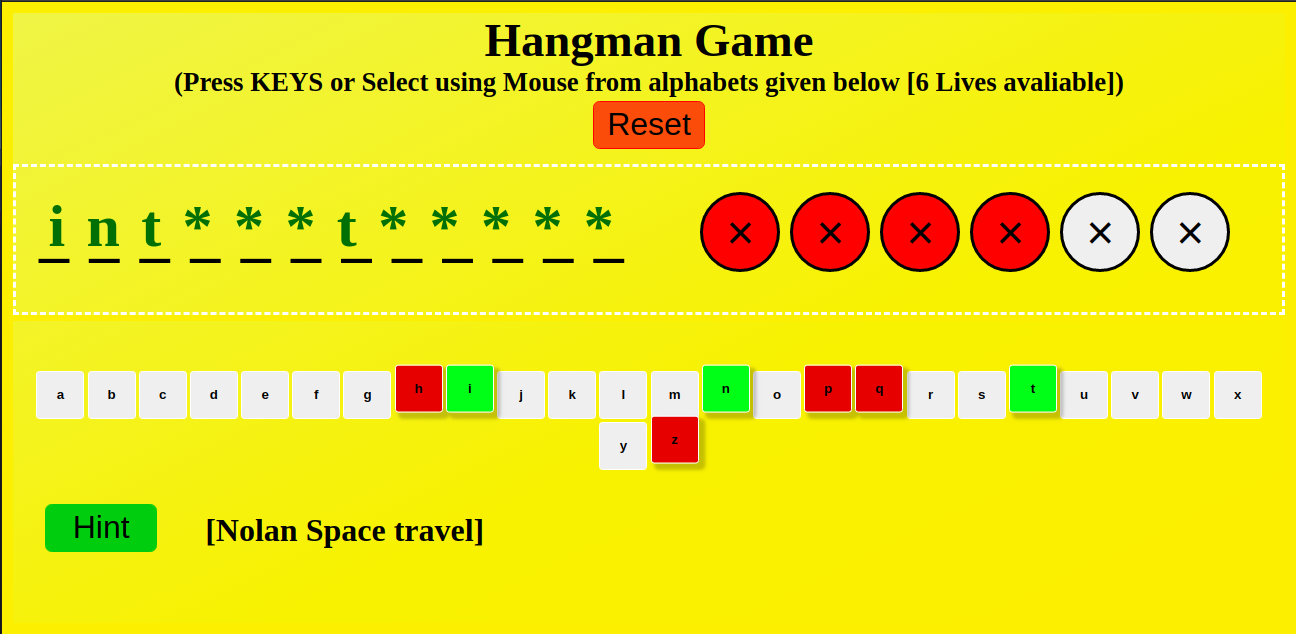 Hangman Game
(Press KEYS or Select using Mouse from alphabets given below [6 Lives avaliable])
Reset
i n t * * * t * * * * *
_ _ _ _ _ _ _ _ _ _ _ _
✕ ✕ ✕ ✕ ✕ ✕
a b c d e f g h i j k l m n o p q r s t u v w x
y z
Hint [Nolan Space travel]